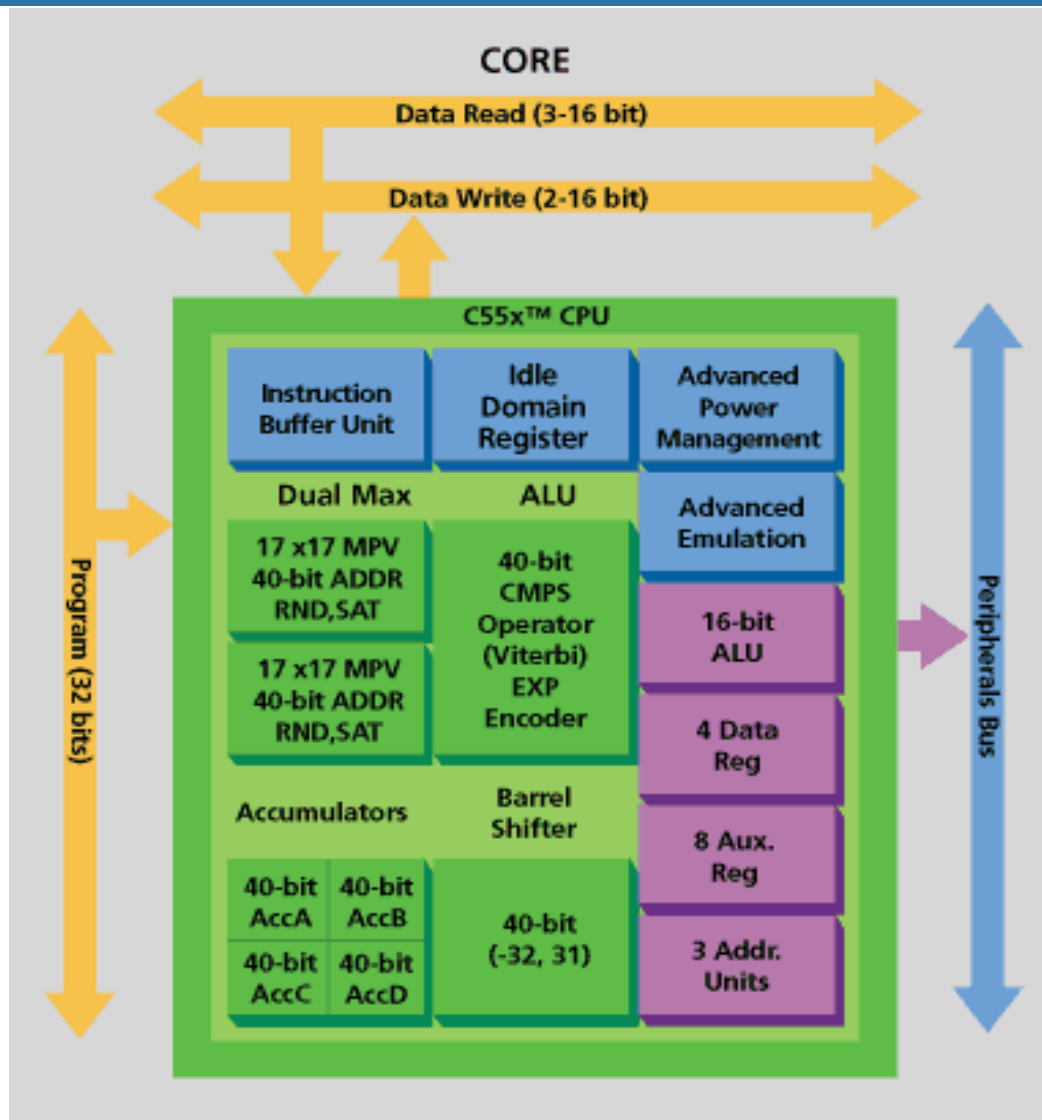 CORE
Data Read (3-16 bit)
Data Write (2-16 bit)
C55x™ CPU
Instruction
Buffer Unit
Idle
Domain
Register
Advanced
Power
Management
Dual Max
ALU
Advanced
Emulation
17 x17 MPV
40-bit ADDR
RND,SAT
17 x17 MPV
40-bit ADDR
RND,SAT
40-bit
CMPS
Operator
(Viterbi)
EXP
Encoder
16-bit
ALU
4 Data
Reg
Accumulators
Barrel
Shifter
8 Aux.
Reg
40-bit
AccA
40-bit
AccB
40-bit
AccC
40-bit
AccD
40-bit
(-32, 31)
3 Addr.
Units
Program (32 bits)
Peripherals Bus